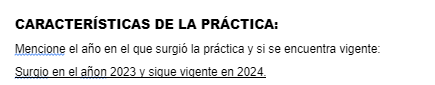 CARACTERÍSTICAS DE LA PRÁCTICA:
Mencione el año en el que surgió la práctica y si se encuentra vigente:
Surgio en el añon 2023 y sigue vigente en 2024.